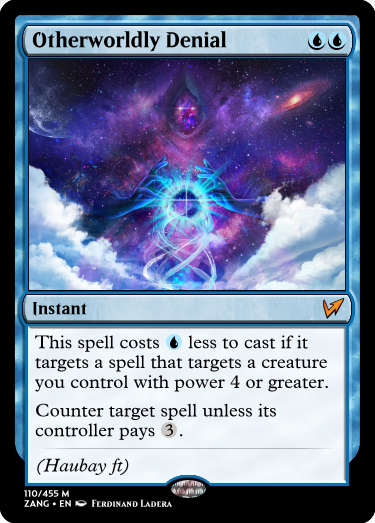 Otherworldly Denial
Instant
This spell costs less to cast if it
targets a spell that targets a creature
you control with power 4 or greater.
Counter target spell unless its
controller pays 3.
(Haubay ft)
110/455 M
ZANG • EN Ferdinand Ladera